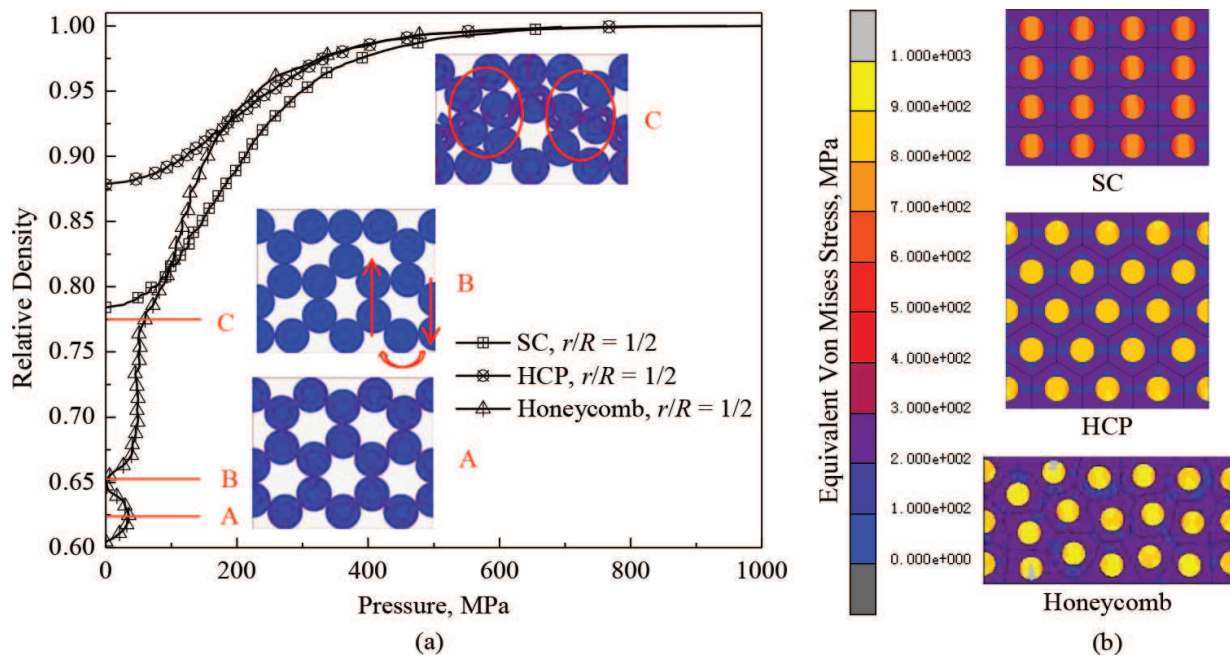 (a)
Relative Density
1.00
0.95
0.90
0.85
0.80
0.75
0.70
0.65
0.60
C
B
A
C
B
A
SC, r/R = 1/2
HCP, r/R = 1/2
Honeycomb, r/R = 1/2
0
200
400
600
800
1000
Pressure, MPa
(a)
Equivalent Von Mises Stress, MPa
1.000e+003
9.000e+002
8.000e+002
7.000e+002
6.000e+002
5.000e+002
4.000e+002
3.000e+002
2.000e+002
1.000e+002
0.000e+000
SC
HCP
Honeycomb
(b)